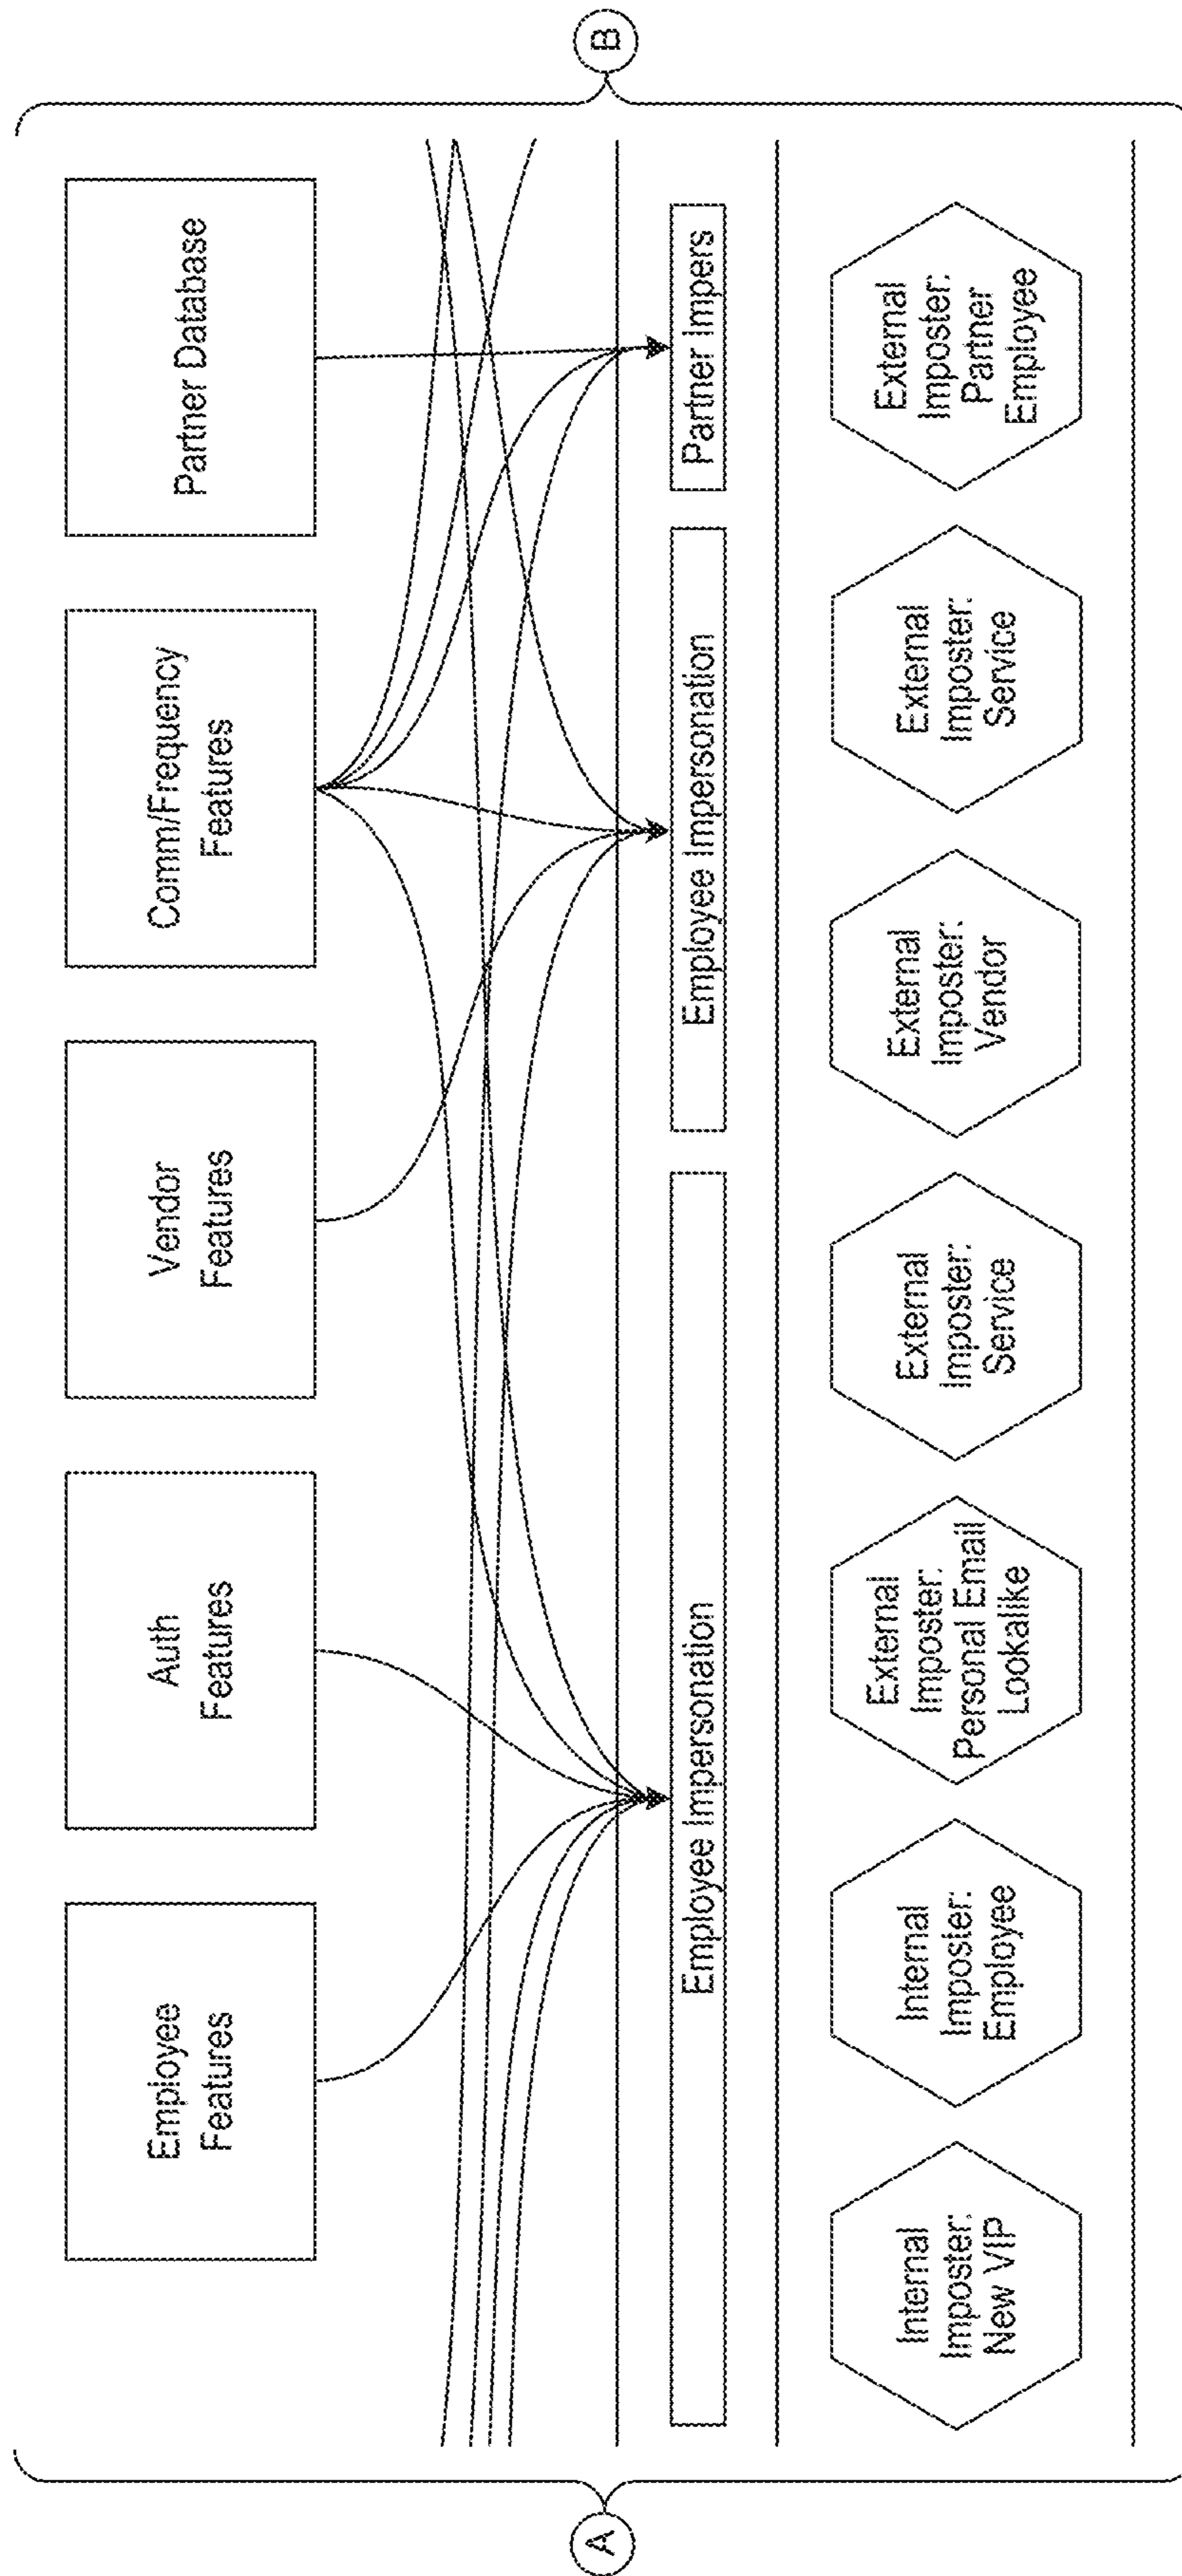 A
B
Employee
Features
Auth
Features
Vendor
Features
Comm/Frequency
Features
Partner Database
Employee Impersonation
Employee Impersonation
Partner Impers
Internal
Imposter:
New VIP
Internal
Imposter:
Employee
External
Imposter:
Personal Email
Lookalike
External
Imposter:
Service
External
Imposter:
Vendor
External
Imposter:
Service
External
Imposter:
Partner
Employee